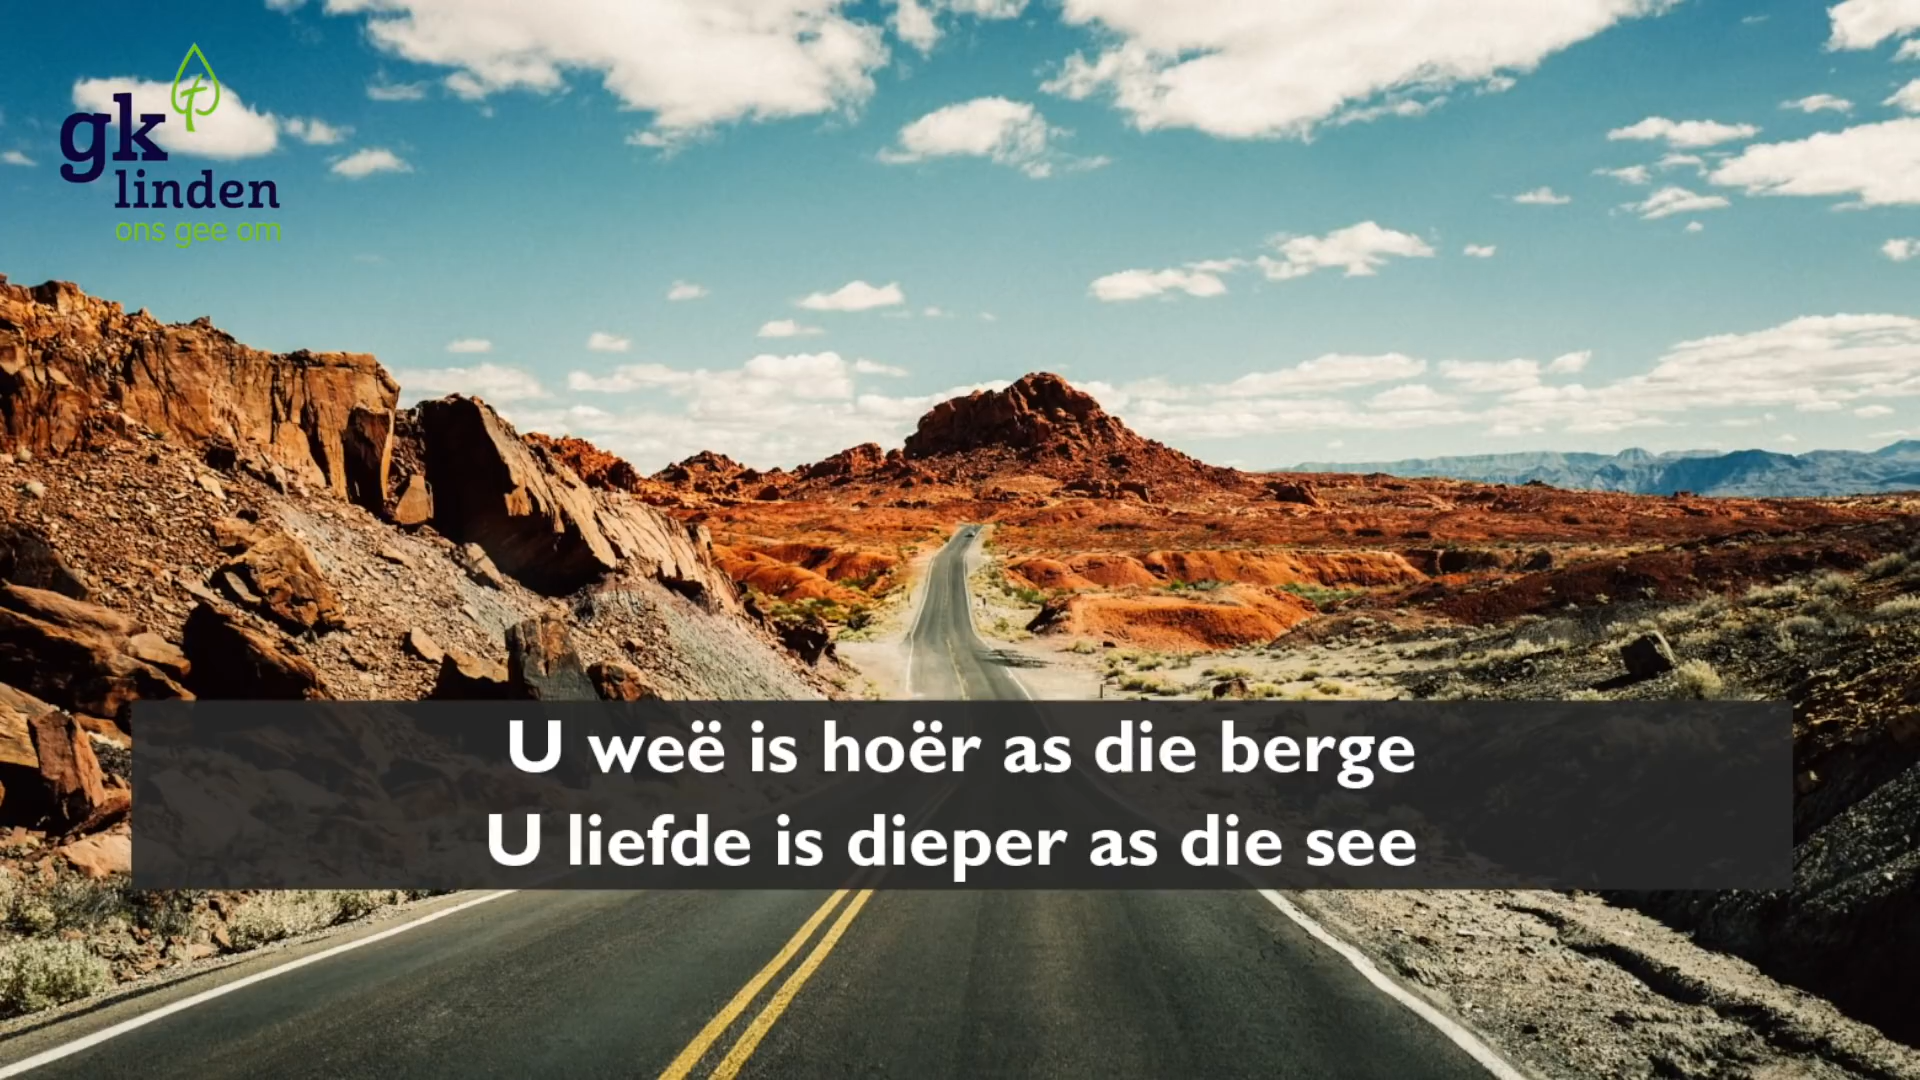 gk
linden
ons gee om
U weë is hoër as die berge
U liefde is dieper as die see